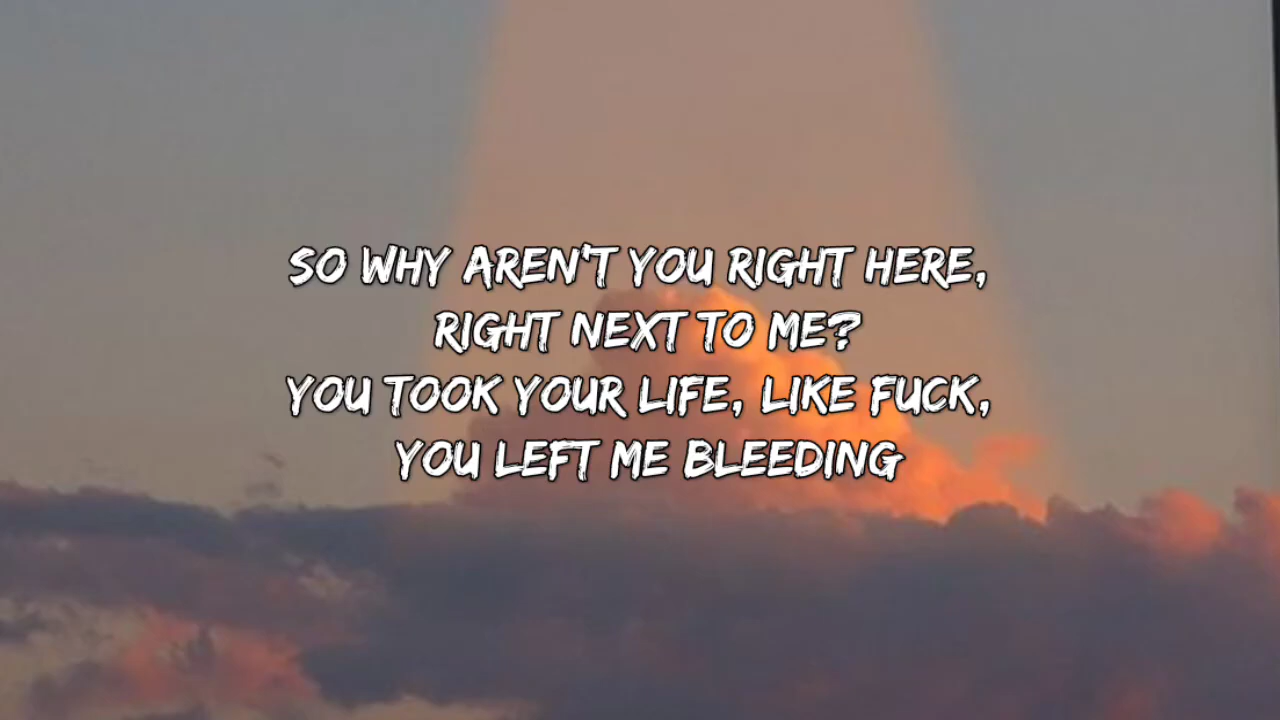 SO WHY AREN'T YOU RIGHT HERE,
RIGHT NEXT TO ME?
YOU TOOK YOUR LIFE, LIKE FUCK,
YOU LEFT ME BLEEDING